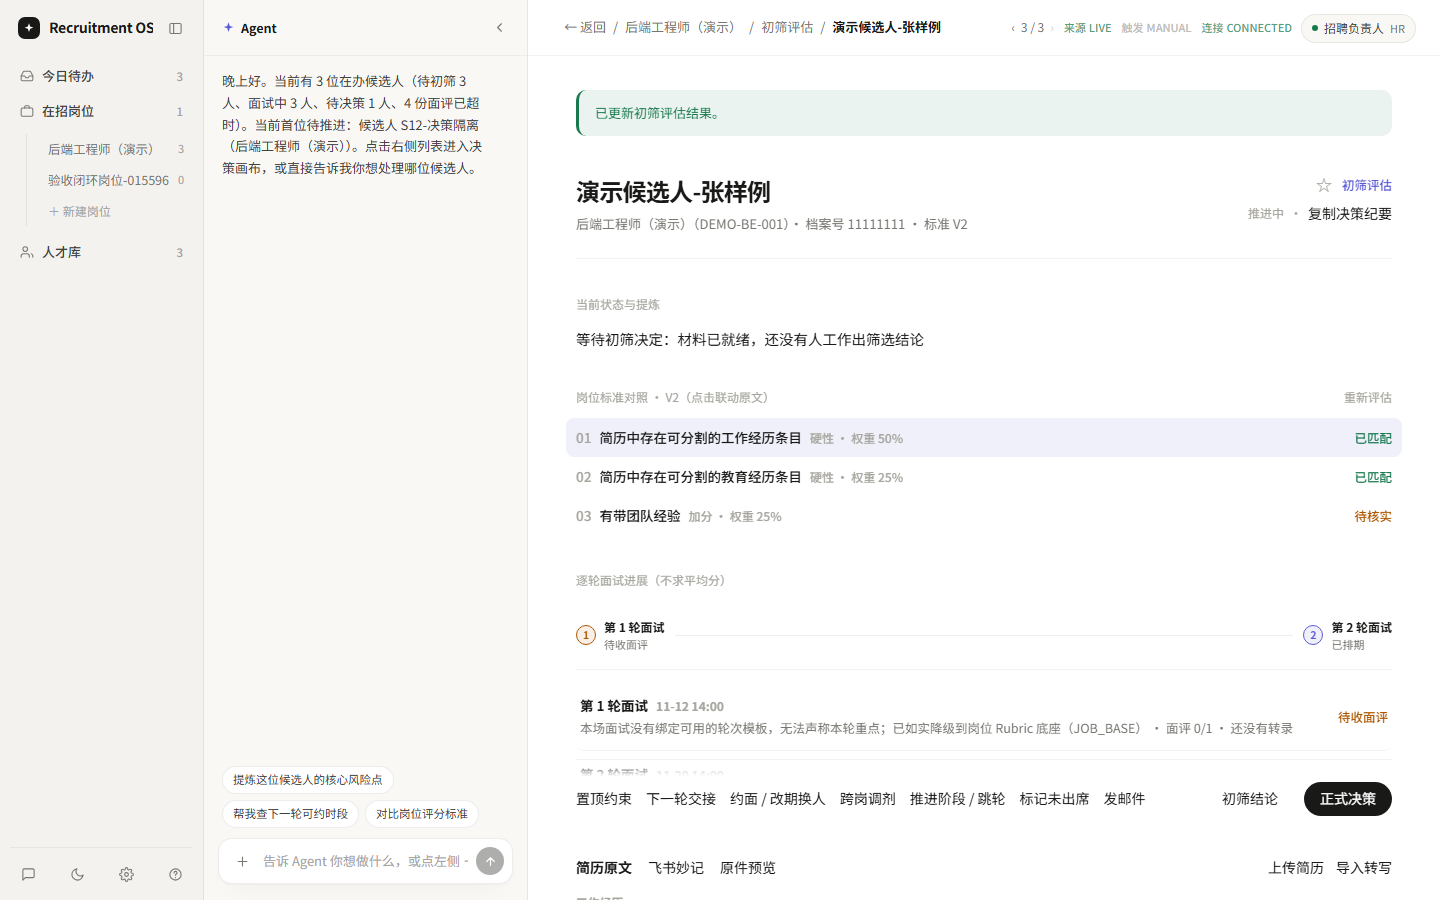 Recruitment OS
今日待办 3
在招岗位 1
后端工程师（演示） 3
验收闭环岗位-015596 0
+ 新建岗位
人才库 3
Agent
晚上好。当前有 3 位在办候选人（待初筛 3
人、面试中 3 人、待决策 1 人、4 份面评已超
时）。当前首位待推进：候选人 S12-决策隔离
（后端工程师（演示））。点击右侧列表进入决
策画布，或直接告诉我你想处理哪位候选人。
提炼这位候选人的核心风险点
帮我查下一轮可约时段 对比岗位评分标准
告诉 Agent 你想做什么，或点左侧 -
← 返回 / 后端工程师（演示） / 初筛评估 / 演示候选人-张样例
‹ 3 / 3 › 来源 LIVE 触发 MANUAL 连接 CONNECTED 招聘负责人 HR
已更新初筛评估结果。
演示候选人-张样例
☆ 初筛评估
后端工程师（演示）（DEMO-BE-001）· 档案号 11111111 · 标准 V2
推进中 · 复制决策纪要
当前状态与提炼
等待初筛决定：材料已就绪，还没有人工作出筛选结论
岗位标准对照 · V2（点击联动原文） 重新评估
01 简历中存在可分割的工作经历条目 硬性 · 权重 50% 已匹配
02 简历中存在可分割的教育经历条目 硬性 · 权重 25% 已匹配
03 有带团队经验 加分 · 权重 25% 待核实
逐轮面试进展（不求平均分）
1 第 1 轮面试 待收面评
2 第 2 轮面试 已排期
第 1 轮面试 11-12 14:00
本场面试没有绑定可用的轮次模板，无法声称本轮重点；已如实降级到岗位 Rubric 底座（JOB_BASE） · 面评 0/1 · 还没有转录
待收面评
置顶约束 下一轮交接 约面 / 改期换人 跨岗调剂 推进阶段 / 跳轮 标记未出席 发邮件 初筛结论 正式决策
简历原文 飞书妙记 原件预览 上传简历 导入转写